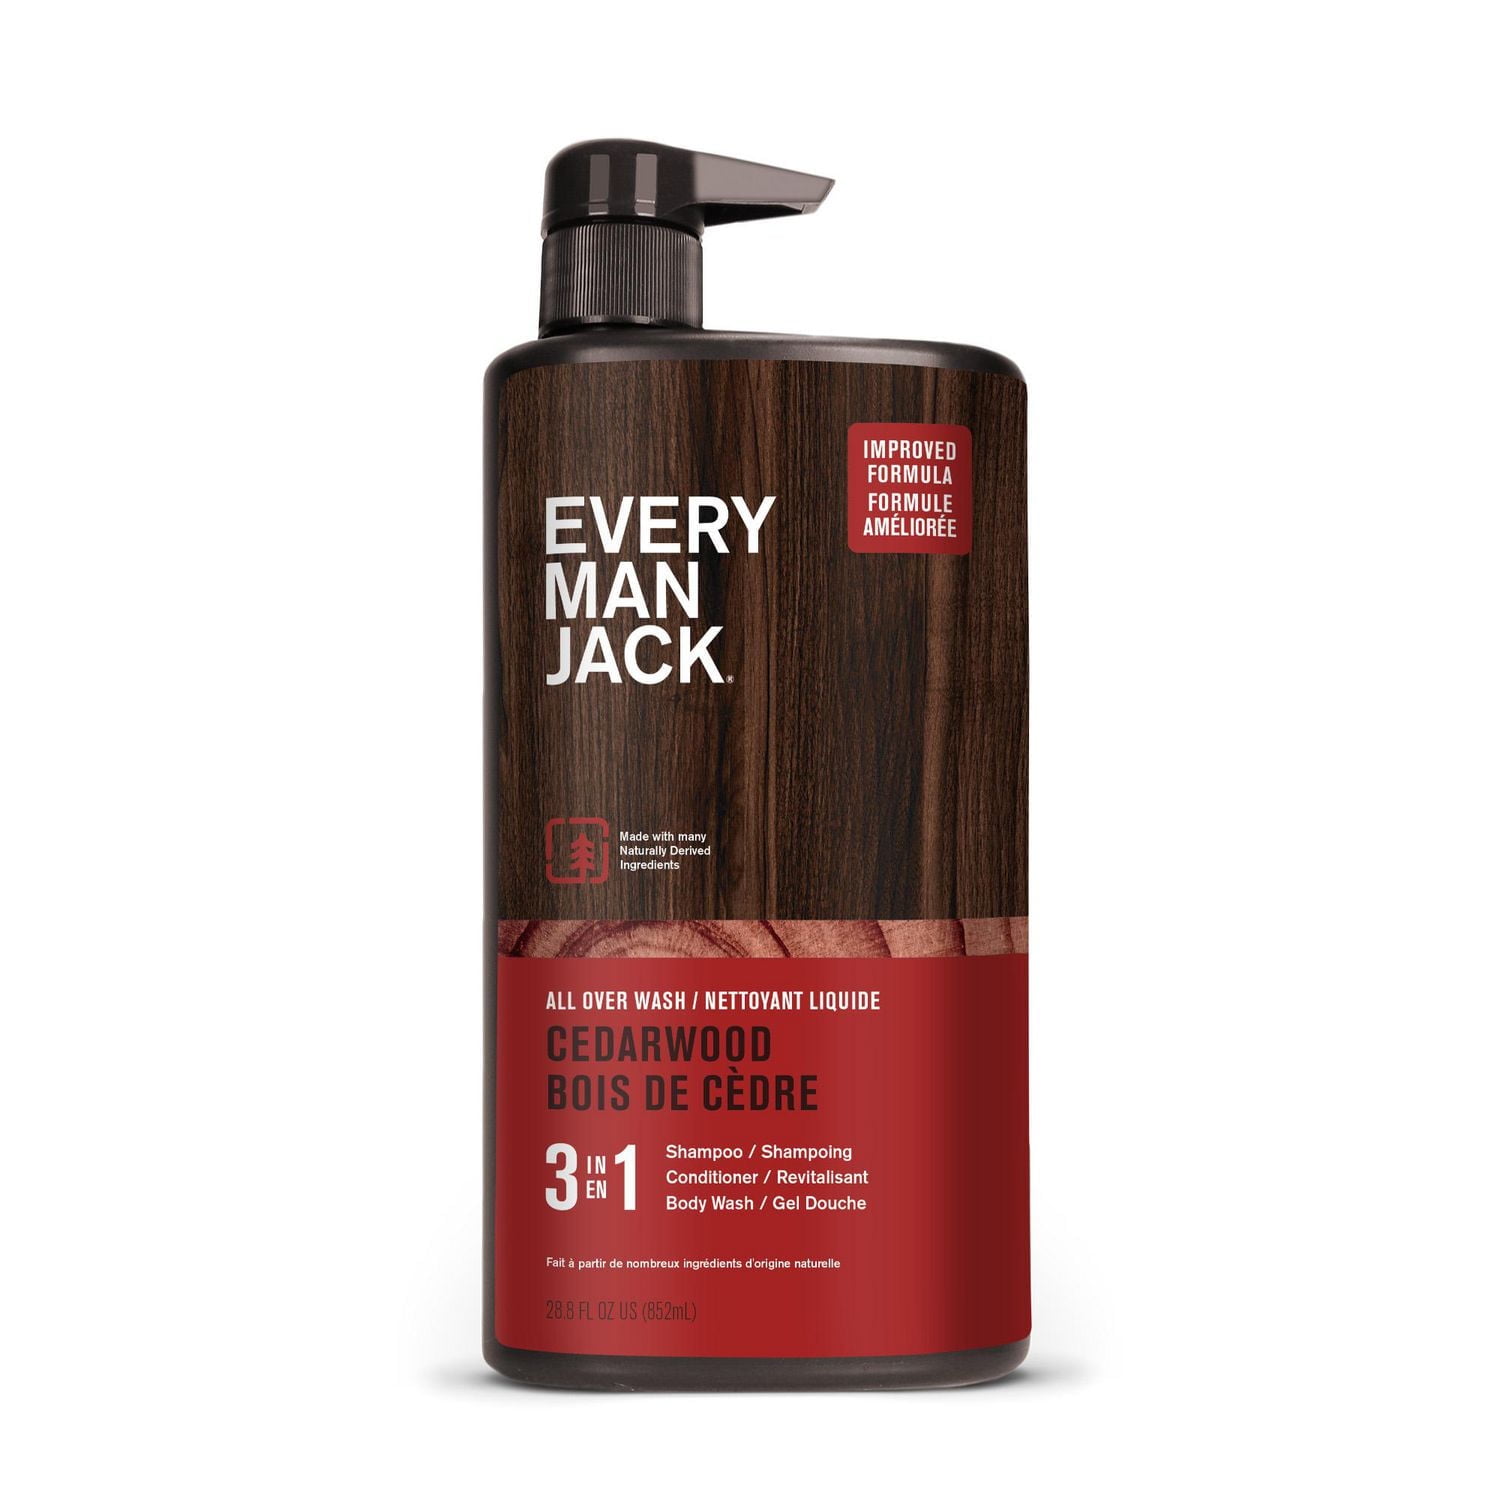 IMPROVED
FORMULA
FORMULE
AMÉLIORÉE
EVERY
MAN
JACK®
Made with many
Naturally Derived
Ingredients
ALL OVER WASH / NETTOYANT LIQUIDE
CEDARWOOD
BOIS DE CÈDRE
3 IN EN 1
Shampoo / Shampoing
Conditioner / Revitalisant
Body Wash / Gel Douche
Fait à partir de nombreux ingrédients d'origine naturelle
28.8 FL OZ US (852mL)